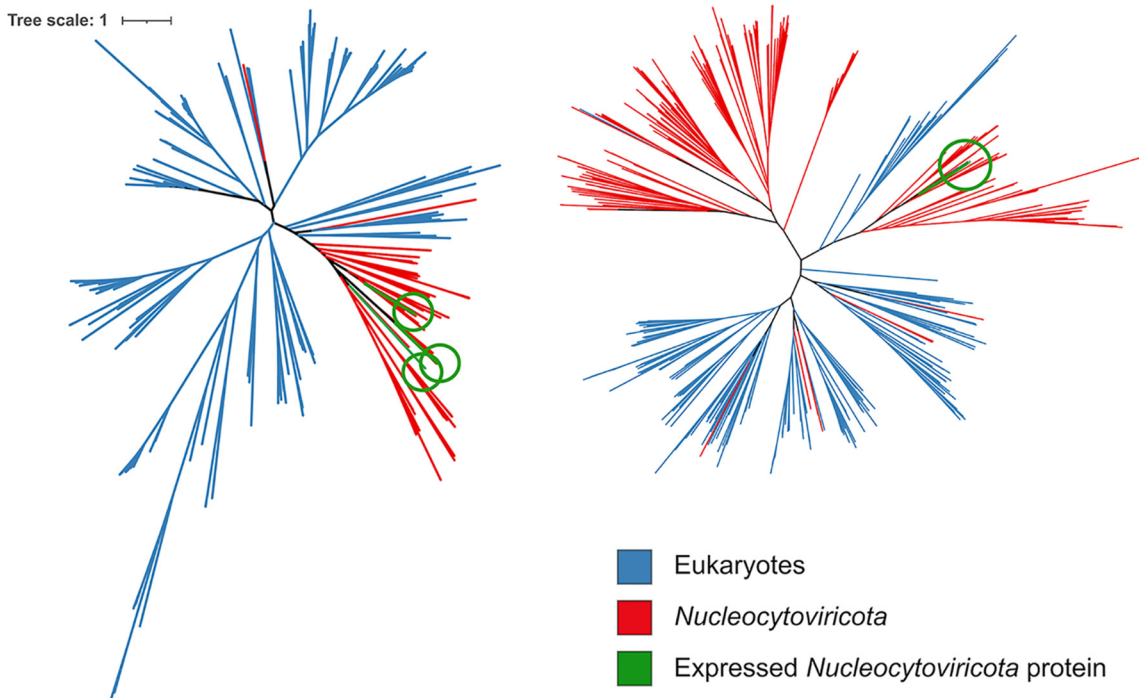 Tree scale: 1
Eukaryotes
Nucleocytoviricota
Expressed Nucleocytoviricota protein